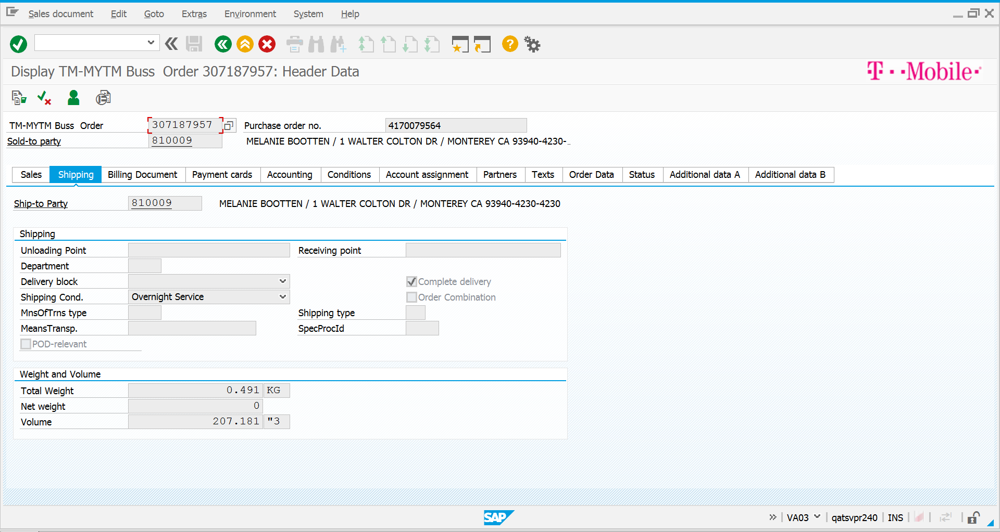 Sales document Edit Goto Extras Environment System Help
Display TM-MYTM Buss Order 307187957: Header Data
T··Mobile·
TM-MYTM Buss Order 307187957 Purchase order no. 4170079564
Sold-to party 810009 MELANIE BOOTTEN / 1 WALTER COLTON DR / MONTEREY CA 93940-4230-...
Sales Shipping Billing Document Payment cards Accounting Conditions Account assignment Partners Texts Order Data Status Additional data A Additional data B
Ship-to Party 810009 MELANIE BOOTTEN / 1 WALTER COLTON DR / MONTEREY CA 93940-4230-4230
Shipping
Unloading Point Receiving point
Department
Delivery block Complete delivery
Shipping Cond. Overnight Service Order Combination
MnsOfTrns type Shipping type
MeansTransp. SpecProcId
POD-relevant
Weight and Volume
Total Weight 0.491 KG
Net weight 0
Volume 207.181 "3
SAP VA03 qatsvpr240 INS